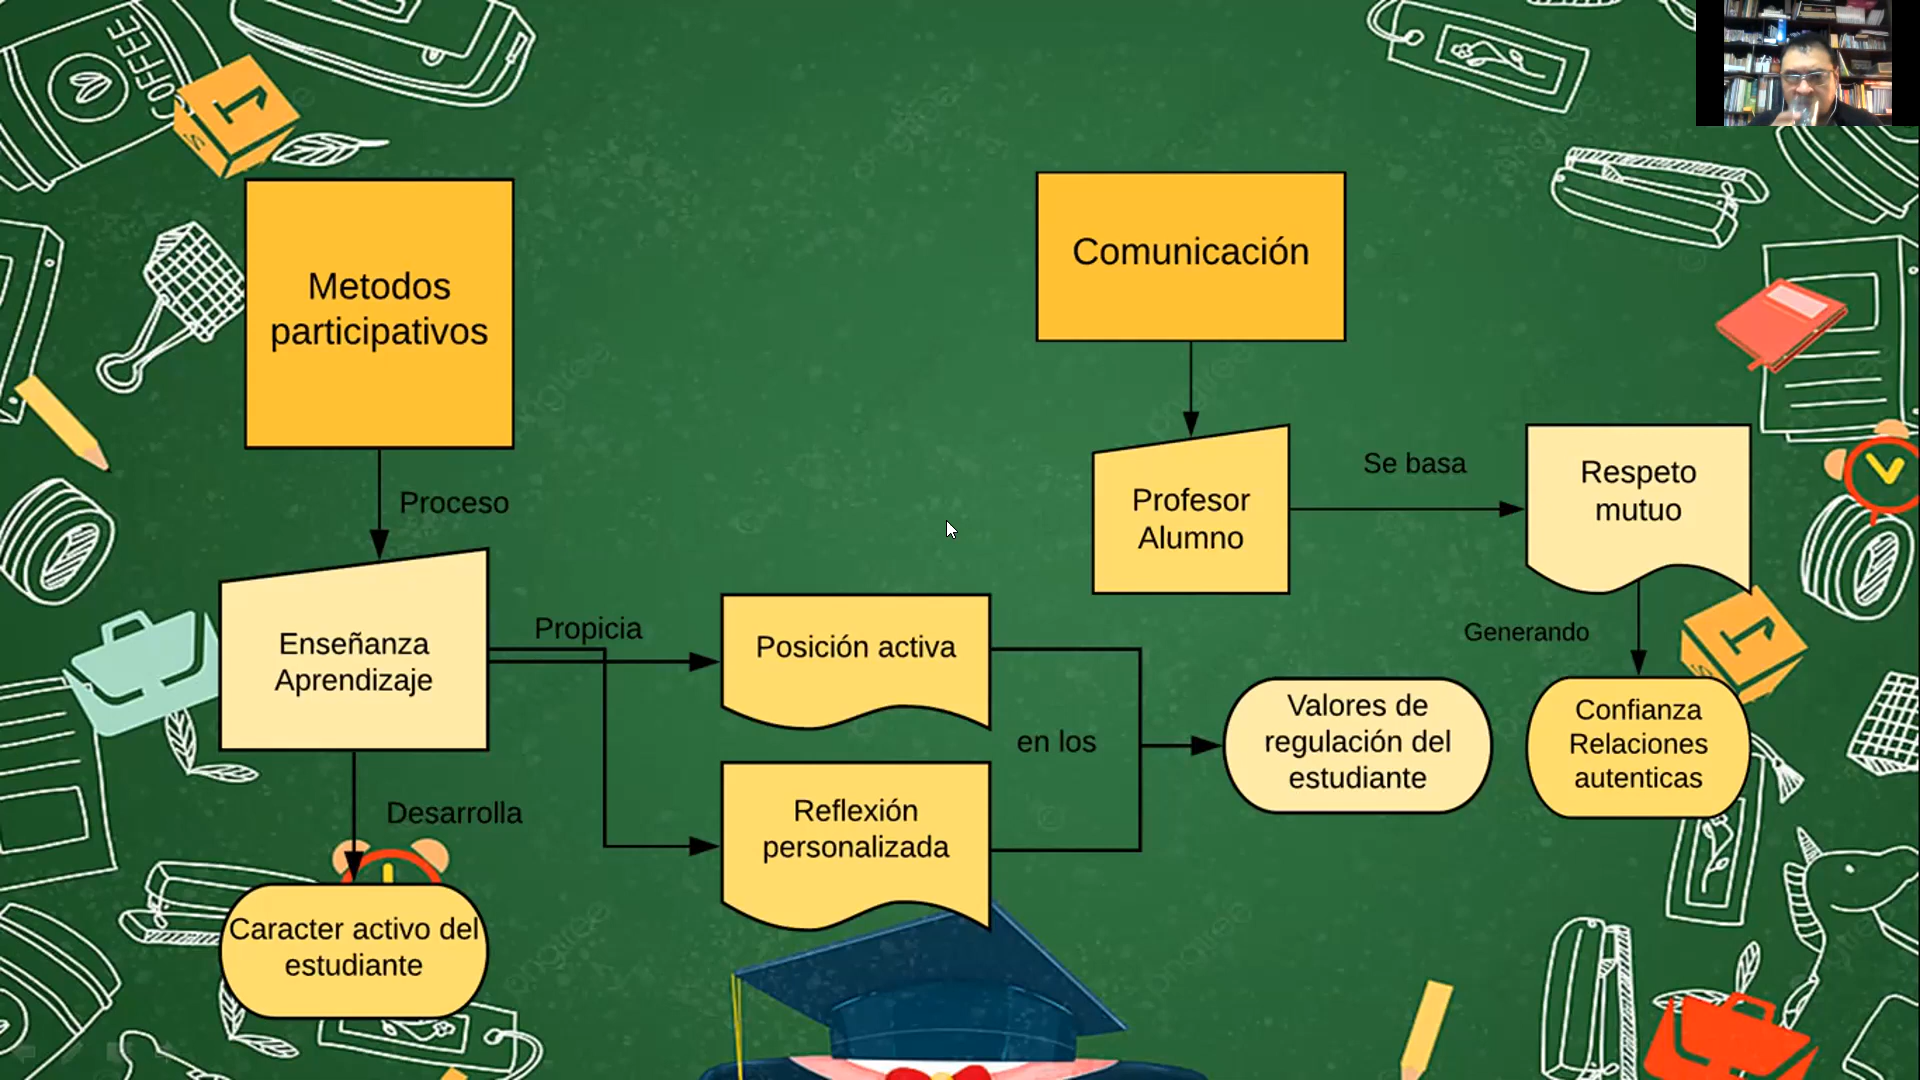 COFFEE
Metodos
participativos
Proceso
Enseñanza
Aprendizaje
Propicia
Desarrolla
Caracter activo del
estudiante
Posición activa
Reflexión
personalizada
en los
Valores de
regulación del
estudiante
Comunicación
Profesor
Alumno
Se basa
Respeto
mutuo
Generando
Confianza
Relaciones
autenticas